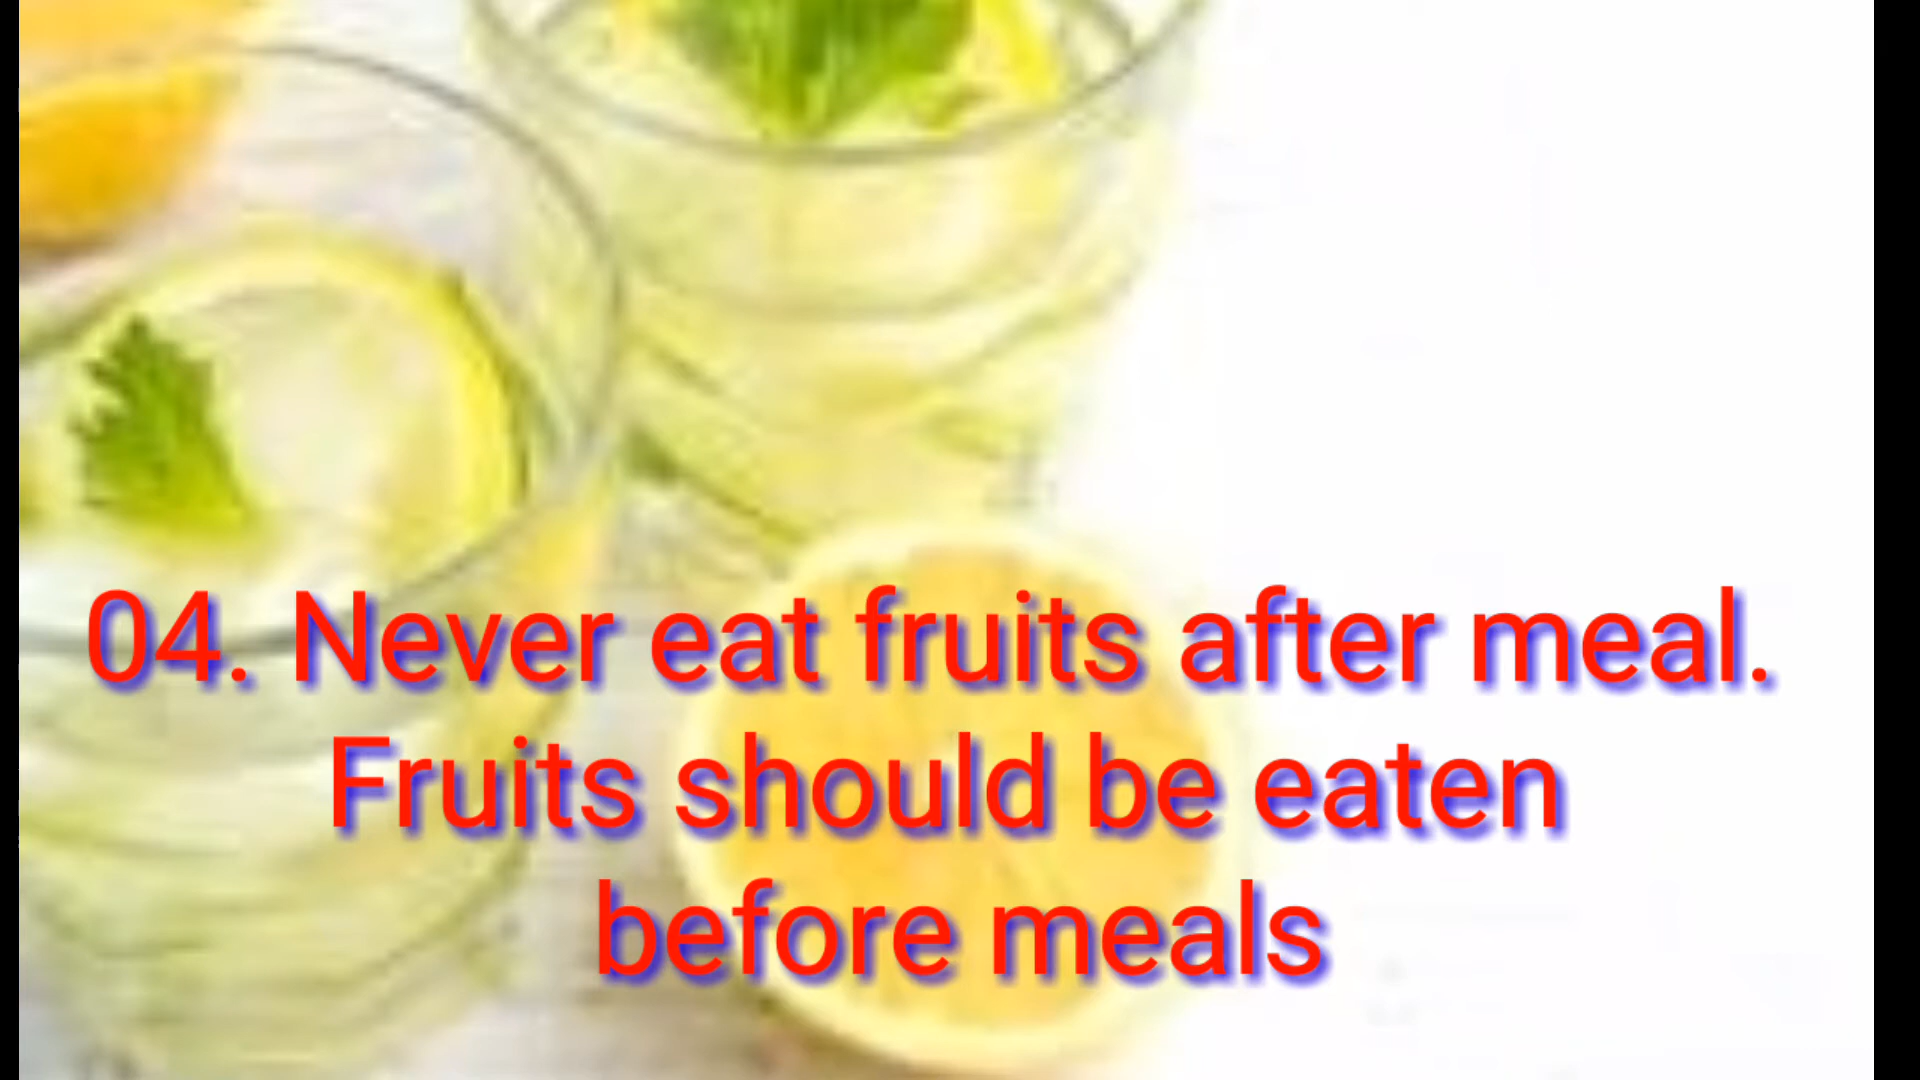 04. Never eat fruits after meal.
Fruits should be eaten
before meals